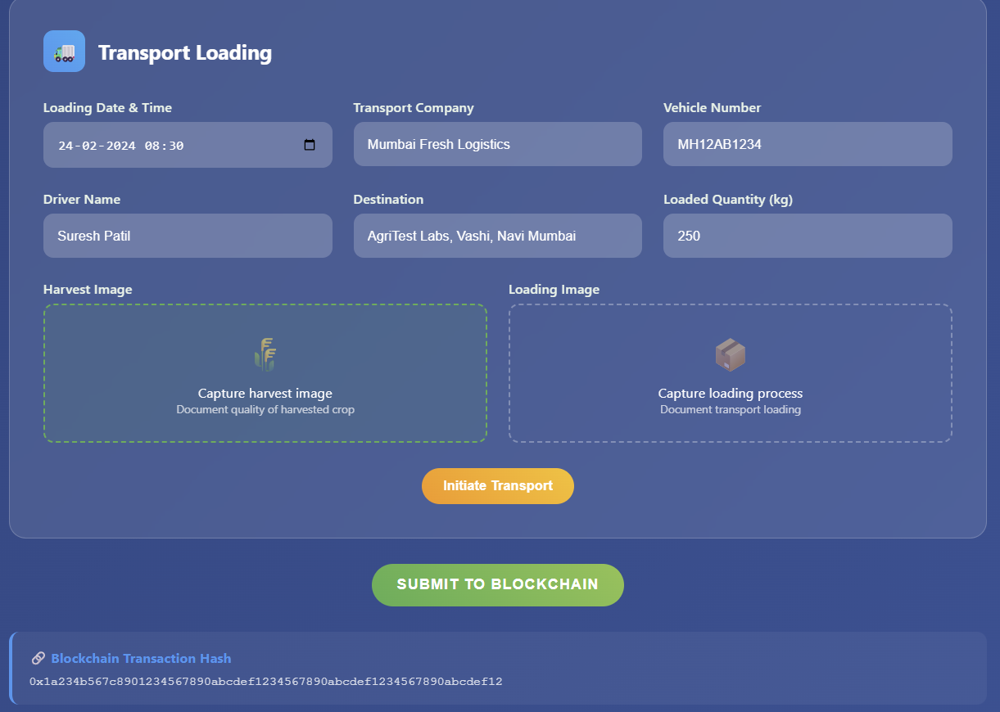 Transport Loading
Loading Date & Time
Transport Company
Vehicle Number
24-02-2024 08:30
Mumbai Fresh Logistics
MH12AB1234
Driver Name
Destination
Loaded Quantity (kg)
Suresh Patil
AgriTest Labs, Vashi, Navi Mumbai
250
Harvest Image
Loading Image
Capture harvest image
Document quality of harvested crop
Capture loading process
Document transport loading
Initiate Transport
SUBMIT TO BLOCKCHAIN
Blockchain Transaction Hash
0x1a234b567c8901234567890abcdef1234567890abcdef1234567890abcdef12